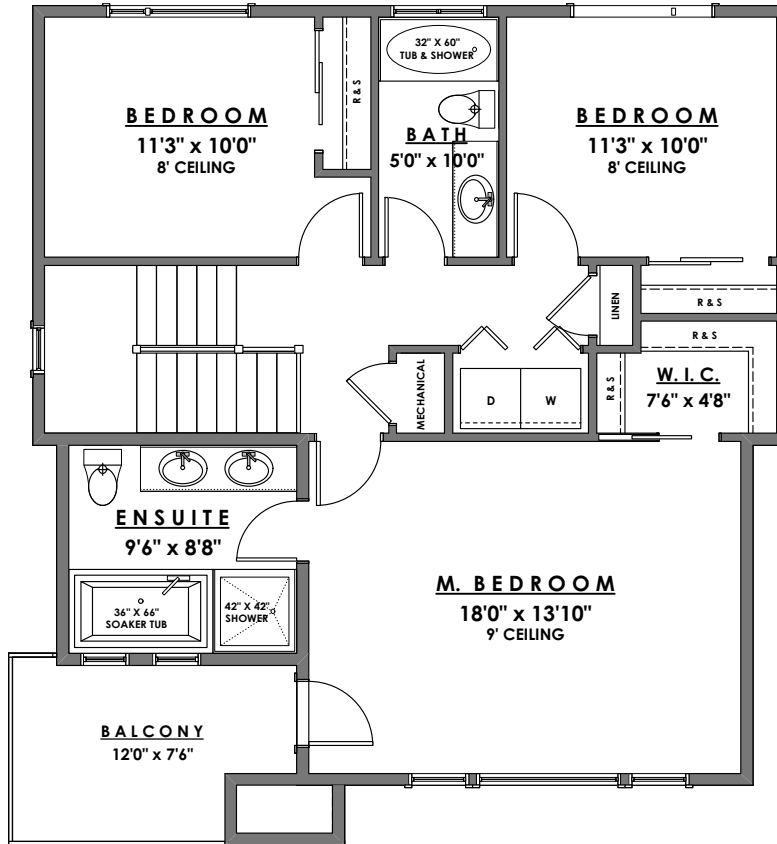 BEDROOM
11'3" x 10'0"
8' CEILING
R & S
32" X 60"
TUB & SHOWER
BATH
5'0" x 10'0"
BEDROOM
11'3" x 10'0"
8' CEILING
R & S
LINEN
R & S
R & S
W. I. C.
7'6" x 4'8"
MECHANICAL
D
W
ENSUITE
9'6" x 8'8"
36" X 66"
SOAKER TUB
42" X 42"
SHOWER
M. BEDROOM
18'0" x 13'10"
9' CEILING
BALCONY
12'0" x 7'6"